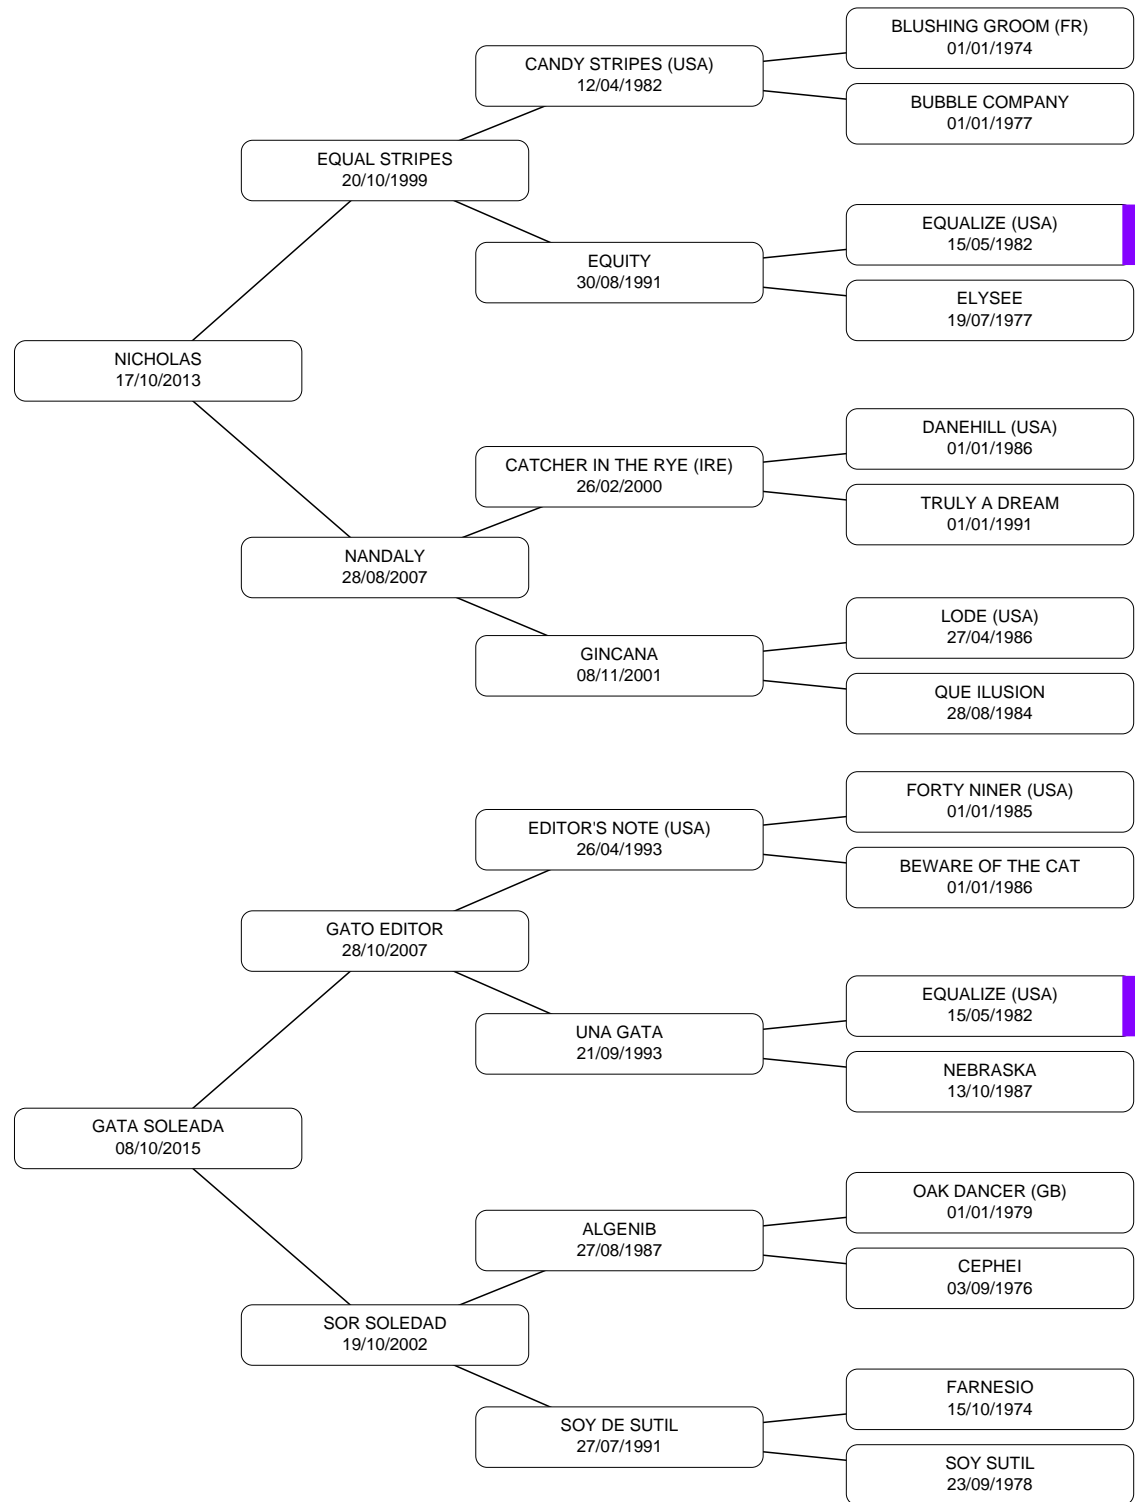 BLUSHING GROOM (FR)
01/01/1974
CANDY STRIPES (USA)
12/04/1982
BUBBLE COMPANY
01/01/1977
EQUAL STRIPES
20/10/1999
EQUALIZE (USA)
15/05/1982
EQUITY
30/08/1991
ELYSEE
19/07/1977
NICHOLAS
17/10/2013
DANEHILL (USA)
01/01/1986
CATCHER IN THE RYE (IRE)
26/02/2000
TRULY A DREAM
01/01/1991
NANDALY
28/08/2007
LODE (USA)
27/04/1986
GINCANA
08/11/2001
QUE ILUSION
28/08/1984
FORTY NINER (USA)
01/01/1985
EDITOR'S NOTE (USA)
26/04/1993
BEWARE OF THE CAT
01/01/1986
GATO EDITOR
28/10/2007
EQUALIZE (USA)
15/05/1982
UNA GATA
21/09/1993
NEBRASKA
13/10/1987
GATA SOLEADA
08/10/2015
OAK DANCER (GB)
01/01/1979
ALGENIB
27/08/1987
CEPHEI
03/09/1976
SOR SOLEDAD
19/10/2002
FARNESIO
15/10/1974
SOY DE SUTIL
27/07/1991
SOY SUTIL
23/09/1978